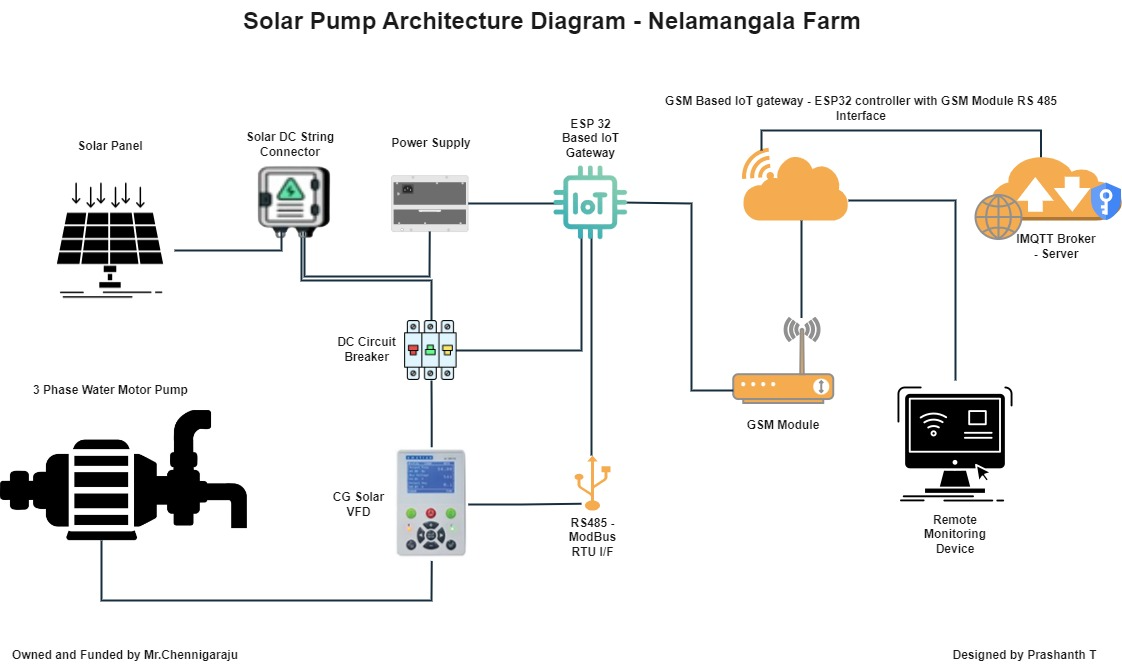 Solar Pump Architecture Diagram - Nelamangala Farm
GSM Based IoT gateway - ESP32 controller with GSM Module RS 485
Interface
Solar Panel
Solar DC String
Connector
Power Supply
ESP 32
Based IoT
Gateway
IoT
IMQTT Broker
- Server
DC Circuit
Breaker
GSM Module
3 Phase Water Motor Pump
CG Solar
VFD
RS485 -
ModBus
RTU I/F
Remote
Monitoring
Device
Owned and Funded by Mr.Chennigaraju
Designed by Prashanth T